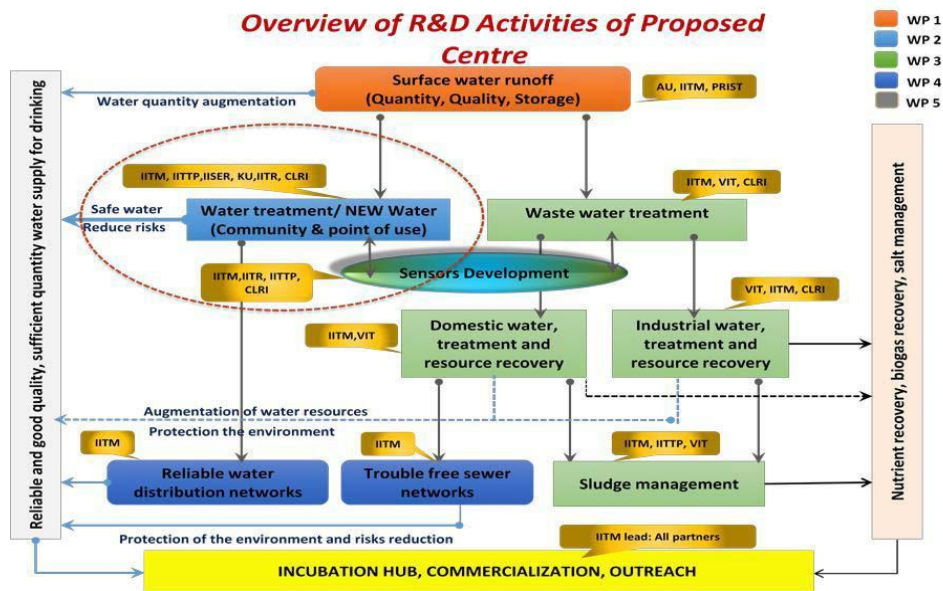 Overview of R&D Activities of Proposed
Centre
WP 1
WP 2
WP 3
WP 4
WP 5
Surface water runoff
(Quantity, Quality, Storage)
AU, IITM, PRIST
Water quantity augmentation
Reliable and good quality, sufficient quantity water supply for drinking
IITM, IITTP,IISER, KU,IITR, CLRI
IITM, VIT, CLRI
Safe water
Reduce risks
Water treatment/ NEW Water
(Community & point of use)
Waste water treatment
IITM,IITR, IITTP,
CLRI
Sensors Development
VIT, IITM, CLRI
IITM,VIT
Domestic water,
treatment and
resource recovery
Industrial water,
treatment and
resource recovery
Nutrient recovery, biogas recovery, salt management
Augmentation of water resources
Protection the environment
IITM
IITM
IITM, IITTP, VIT
Reliable water
distribution networks
Trouble free sewer
networks
Sludge management
Protection of the environment and risks reduction
IITM lead: All partners
INCUBATION HUB, COMMERCIALIZATION, OUTREACH